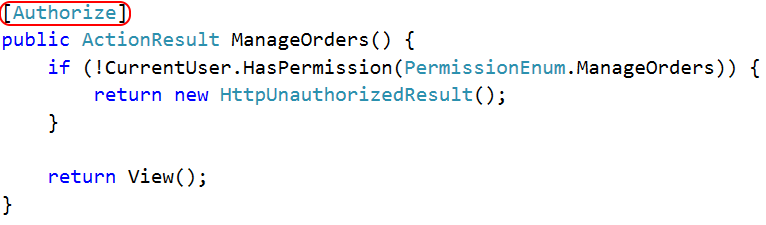 [Authorize]
public ActionResult ManageOrders() {
    if (!CurrentUser.HasPermission(PermissionEnum.ManageOrders)) {
        return new HttpUnauthorizedResult();
    }

    return View();
}